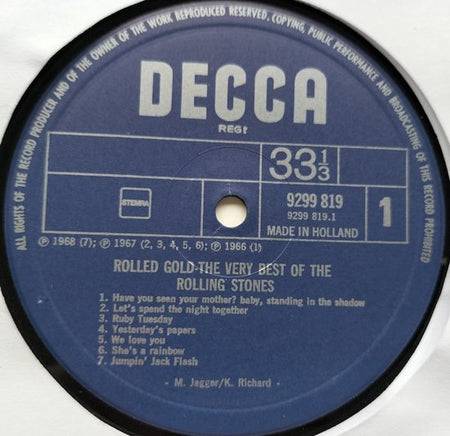 ALL RIGHTS OF THE RECORD PRODUCER AND OF THE OWNER OF THE WORK REPRODUCED RESERVED, COPYING, PUBLIC PERFORMANCE AND BROADCASTING OF THIS RECORD PROHIBITED
DECCA
REGD
33⅓
STEMRA
9299 819
9299 819.1
1
MADE IN HOLLAND
Ⓟ 1968 (7); Ⓟ 1967 (2, 3, 4, 5, 6); Ⓟ 1966 (1)
ROLLED GOLD-THE VERY BEST OF THE
ROLLING STONES
1. Have you seen your mother? baby, standing in the shadow
2. Let's spend the night together
3. Ruby Tuesday
4. Yesterday's papers
5. We love you
6. She's a rainbow
7. Jumpin' Jack Flash
- M. Jagger/K. Richard -